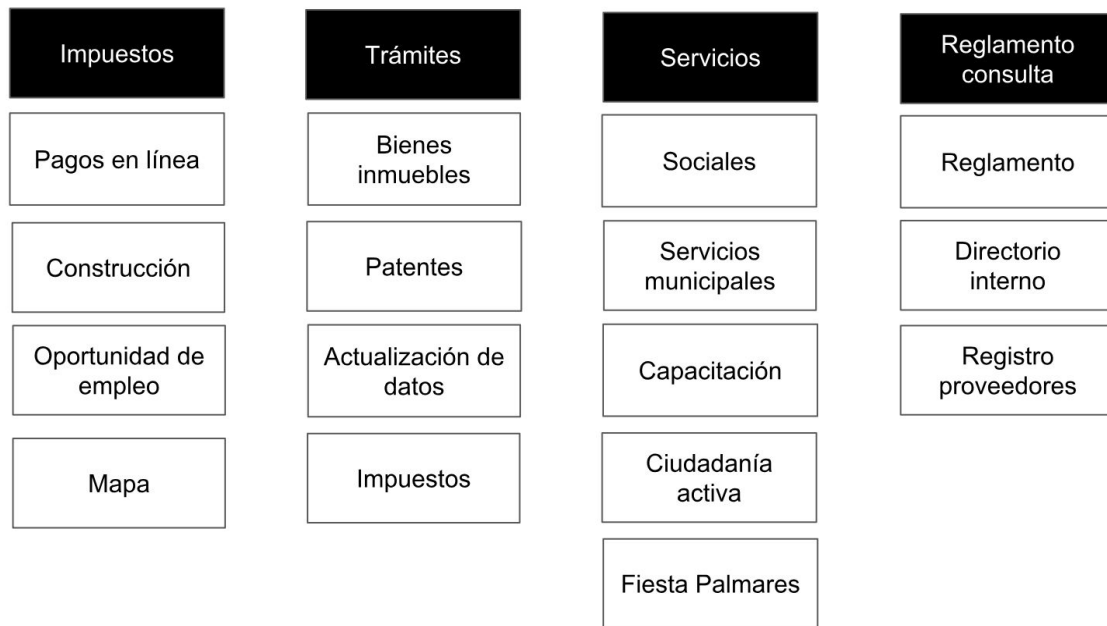 Impuestos
Pagos en línea
Construcción
Oportunidad de
empleo
Mapa
Trámites
Bienes
inmuebles
Patentes
Actualización de
datos
Impuestos
Servicios
Sociales
Servicios
municipales
Capacitación
Ciudadanía
activa
Fiesta Palmares
Reglamento
consulta
Reglamento
Directorio
interno
Registro
proveedores